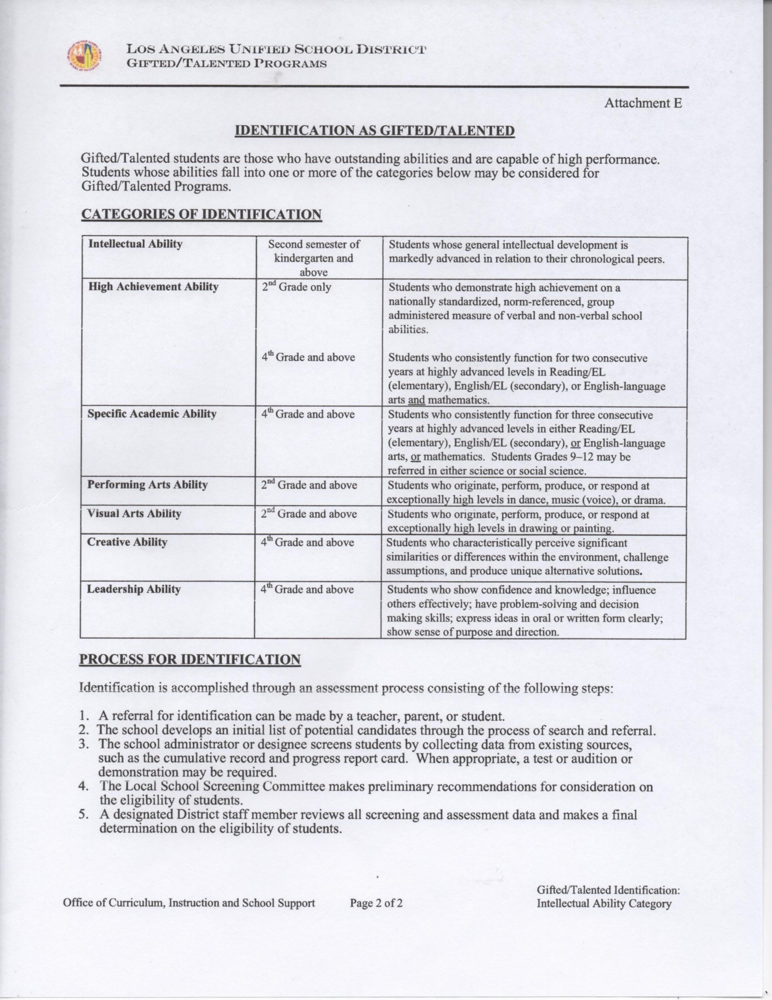 LOS ANGELES UNIFIED SCHOOL DISTRICT
GIFTED/TALENTED PROGRAMS
Attachment E
IDENTIFICATION AS GIFTED/TALENTED
Gifted/Talented students are those who have outstanding abilities and are capable of high performance.
Students whose abilities fall into one or more of the categories below may be considered for
Gifted/Talented Programs.
CATEGORIES OF IDENTIFICATION
Intellectual Ability
Second semester of
kindergarten and
above
Students whose general intellectual development is
markedly advanced in relation to their chronological peers.
High Achievement Ability
2nd Grade only
Students who demonstrate high achievement on a
nationally standardized, norm-referenced, group
administered measure of verbal and non-verbal school
abilities.
4th Grade and above
Students who consistently function for two consecutive
years at highly advanced levels in Reading/EL
(elementary), English/EL (secondary), or English-language
arts and mathematics.
Specific Academic Ability
4th Grade and above
Students who consistently function for three consecutive
years at highly advanced levels in either Reading/EL
(elementary), English/EL (secondary), or English-language
arts, or mathematics. Students Grades 9–12 may be
referred in either science or social science.
Performing Arts Ability
2nd Grade and above
Students who originate, perform, produce, or respond at
exceptionally high levels in dance, music (voice), or drama.
Visual Arts Ability
2nd Grade and above
Students who originate, perform, produce, or respond at
exceptionally high levels in drawing or painting.
Creative Ability
4th Grade and above
Students who characteristically perceive significant
similarities or differences within the environment, challenge
assumptions, and produce unique alternative solutions.
Leadership Ability
4th Grade and above
Students who show confidence and knowledge; influence
others effectively; have problem-solving and decision
making skills; express ideas in oral or written form clearly;
show sense of purpose and direction.
PROCESS FOR IDENTIFICATION
Identification is accomplished through an assessment process consisting of the following steps:
1. A referral for identification can be made by a teacher, parent, or student.
2. The school develops an initial list of potential candidates through the process of search and referral.
3. The school administrator or designee screens students by collecting data from existing sources,
such as the cumulative record and progress report card. When appropriate, a test or audition or
demonstration may be required.
4. The Local School Screening Committee makes preliminary recommendations for consideration on
the eligibility of students.
5. A designated District staff member reviews all screening and assessment data and makes a final
determination on the eligibility of students.
Office of Curriculum, Instruction and School Support
Page 2 of 2
Gifted/Talented Identification:
Intellectual Ability Category